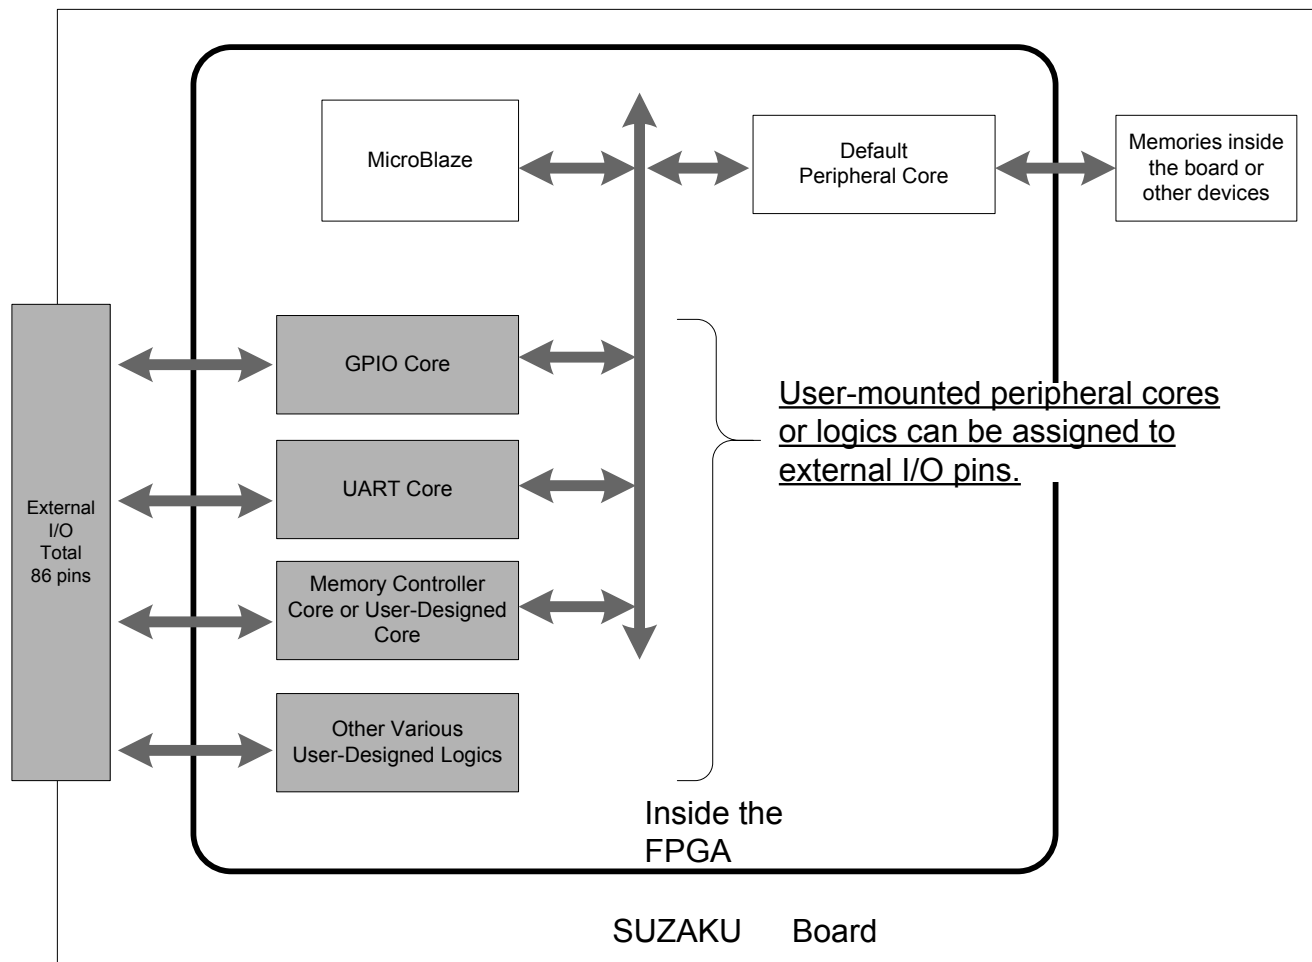 MicroBlaze
Default
Peripheral Core
Memories inside
the board or
other devices
External
I/O
Total
86 pins
GPIO Core
UART Core
Memory Controller
Core or User-Designed
Core
Other Various
User-Designed Logics
User-mounted peripheral cores
or logics can be assigned to
external I/O pins.
Inside the
FPGA
SUZAKU Board